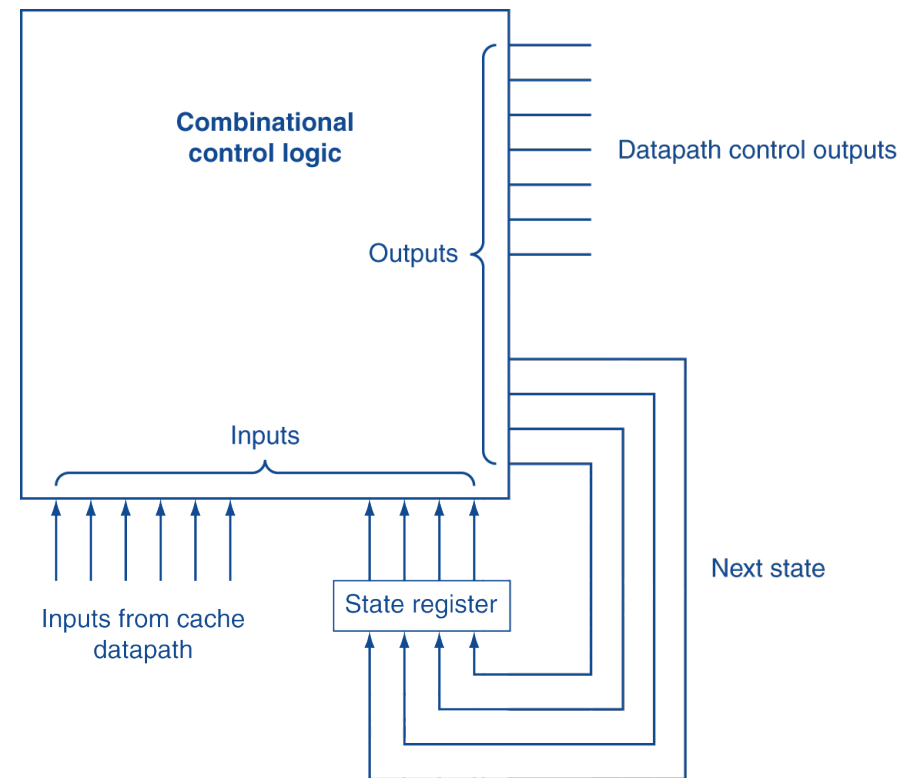 Combinational
control logic
Datapath control outputs
Outputs
Inputs
Next state
State register
Inputs from cache
datapath